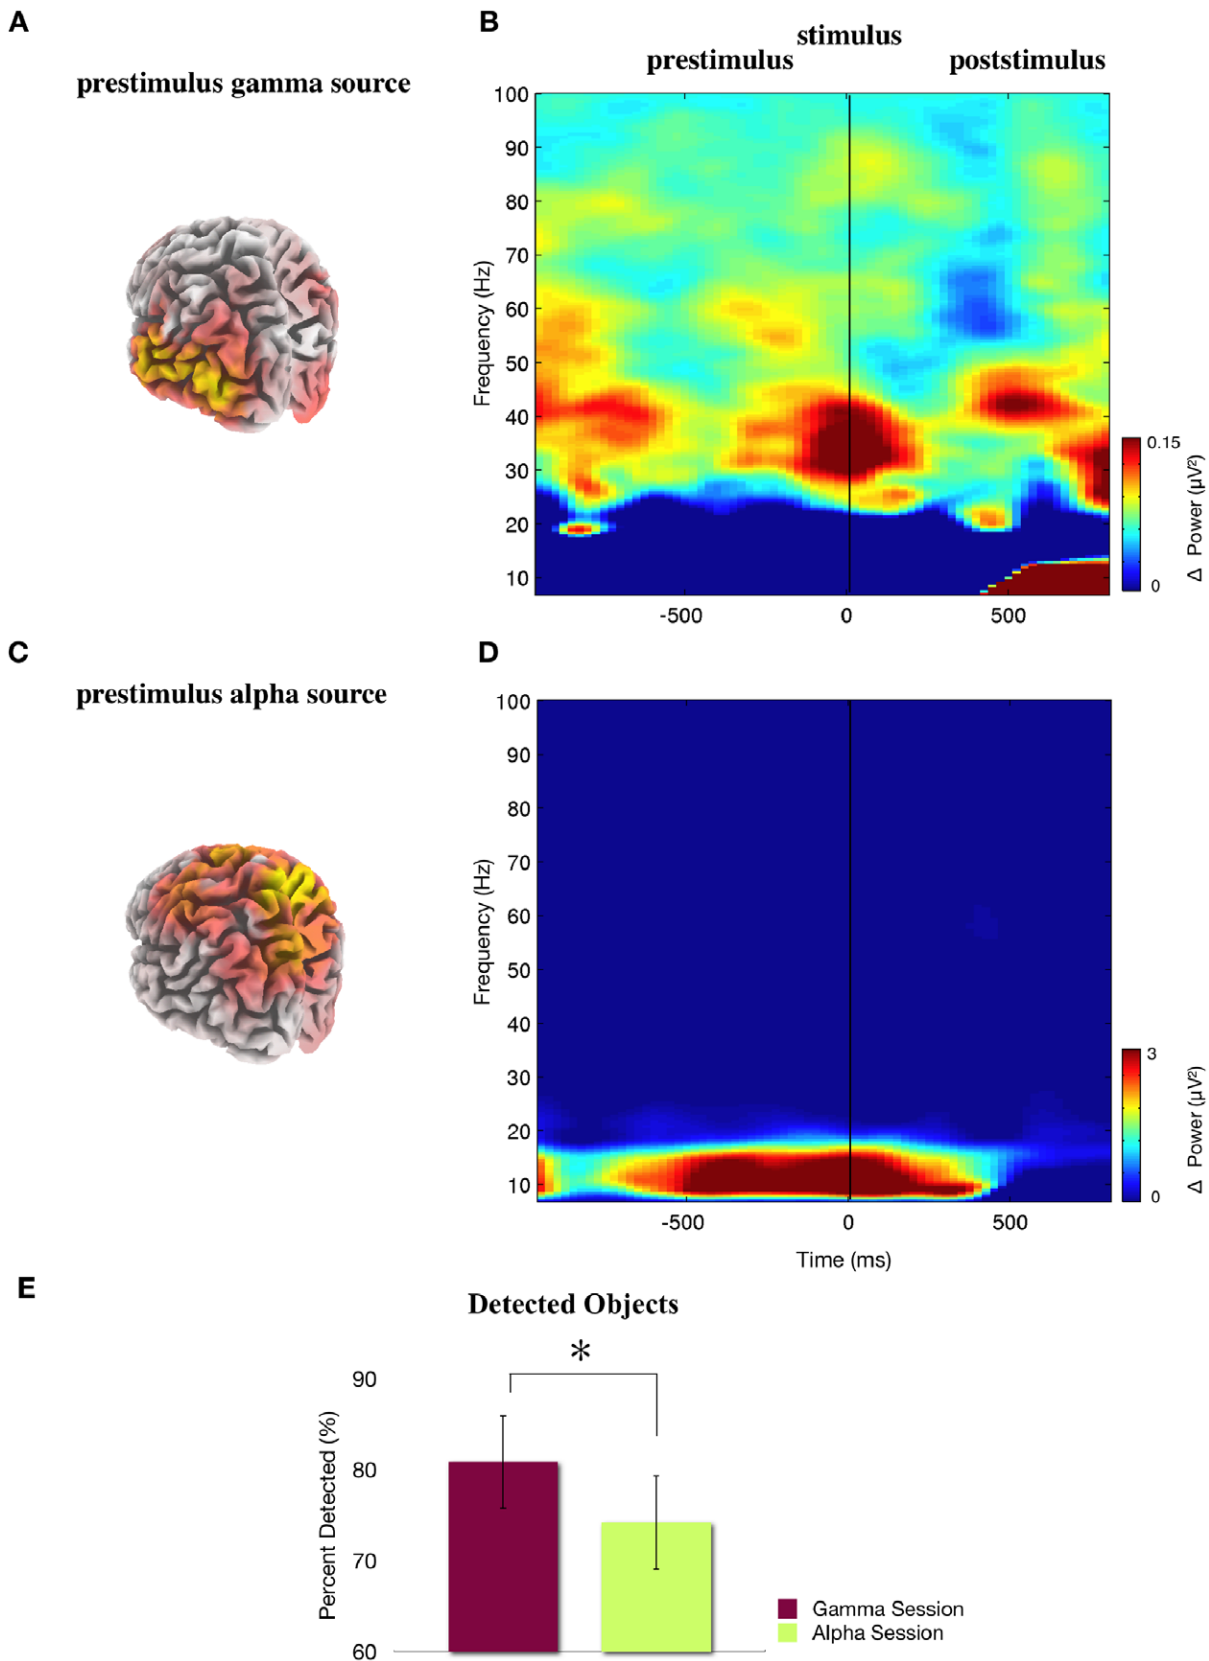 A
B
stimulus
prestimulus
poststimulus
prestimulus gamma source
100
90
80
70
60
50
40
30
20
10
Frequency (Hz)
-500
0
500
0.15
0
Δ Power (μV²)
C
D
prestimulus alpha source
100
90
80
70
60
50
40
30
20
10
Frequency (Hz)
-500
0
500
Time (ms)
3
0
Δ Power (μV²)
E
Detected Objects
*
90
80
70
60
Percent Detected (%)
Gamma Session
Alpha Session